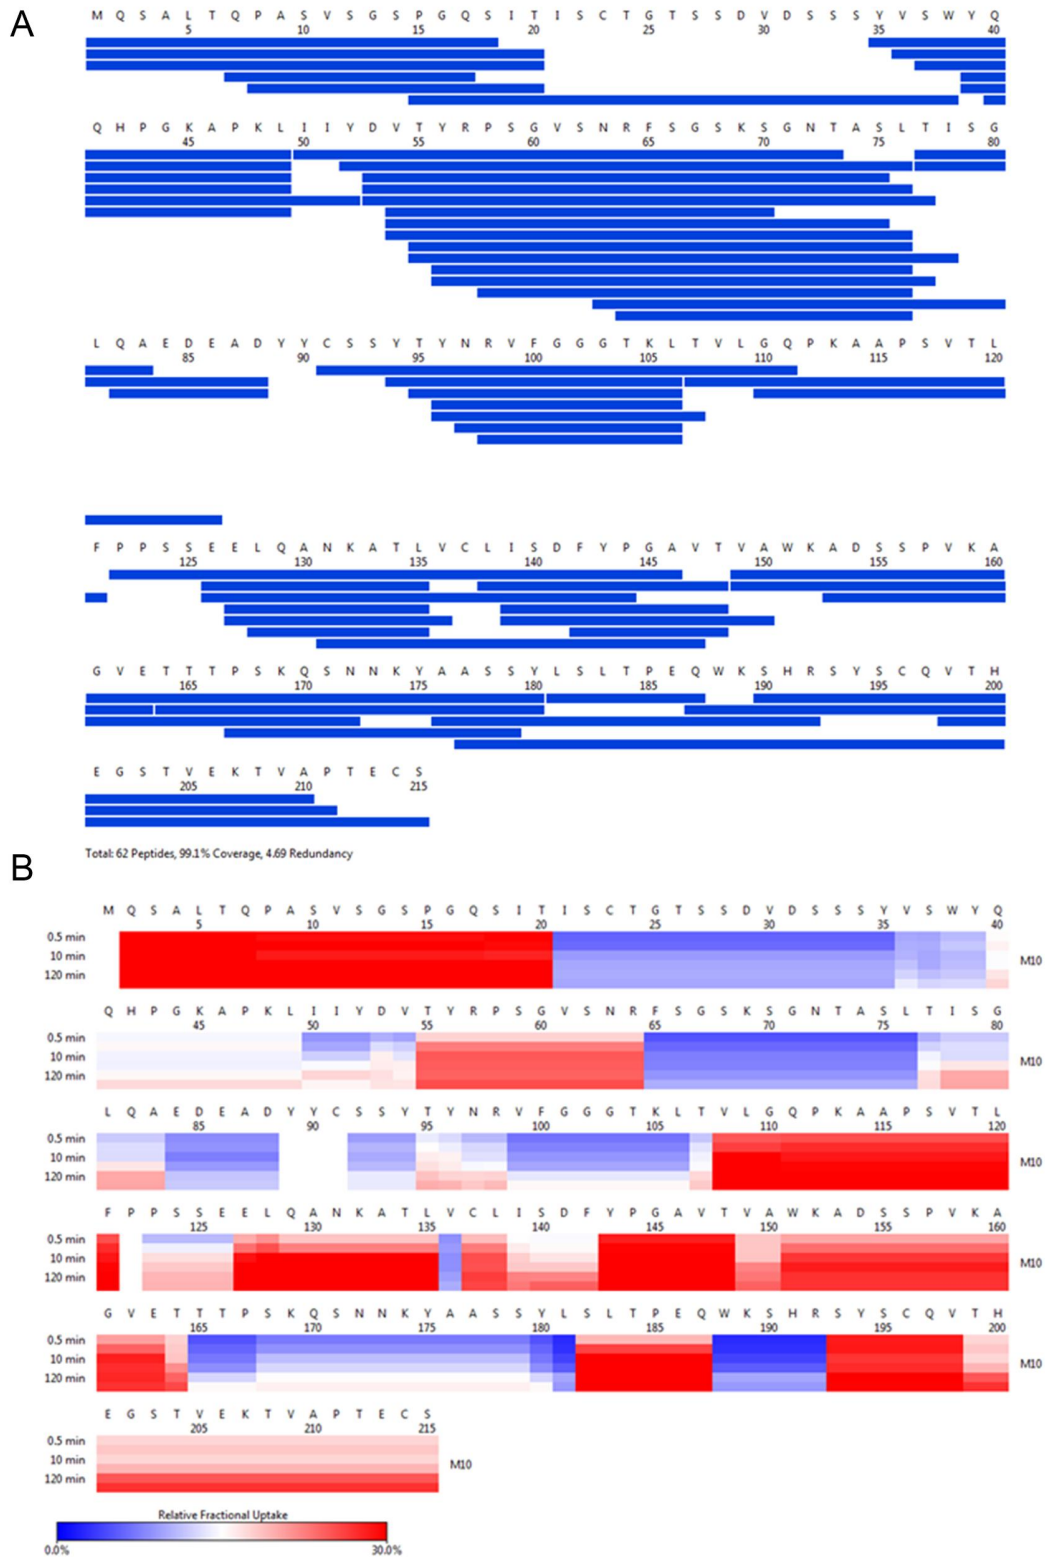 A
M Q S A L T Q P A S V S G S P G Q S I T I S C T G T S S D V D S S S Y V S W Y Q
5 10 15 20 25 30 35 40
Q H P G K A P K L I I Y D V T Y R P S G V S N R F S G S K S G N T A S L T I S G
45 50 55 60 65 70 75 80
L Q A E D E A D Y Y C S S Y T Y N R V F G G G T K L T V L G Q P K A A P S V T L
85 90 95 100 105 110 115 120
F P P S S E E L Q A N K A T L V C L I S D F Y P G A V T V A W K A D S S P V K A
125 130 135 140 145 150 155 160
G V E T T T P S K Q S N N K Y A A S S Y L S L T P E Q W K S H R S Y S C Q V T H
165 170 175 180 185 190 195 200
E G S T V E K T V A P T E C S
205 210 215
Total: 62 Peptides, 99.1% Coverage, 4.69 Redundancy
B
M Q S A L T Q P A S V S G S P G Q S I T I S C T G T S S D V D S S S Y V S W Y Q
5 10 15 20 25 30 35 40
0.5 min
10 min M10
120 min
Q H P G K A P K L I I Y D V T Y R P S G V S N R F S G S K S G N T A S L T I S G
45 50 55 60 65 70 75 80
0.5 min
10 min M10
120 min
L Q A E D E A D Y Y C S S Y T Y N R V F G G G T K L T V L G Q P K A A P S V T L
85 90 95 100 105 110 115 120
0.5 min
10 min M10
120 min
F P P S S E E L Q A N K A T L V C L I S D F Y P G A V T V A W K A D S S P V K A
125 130 135 140 145 150 155 160
0.5 min
10 min M10
120 min
G V E T T T P S K Q S N N K Y A A S S Y L S L T P E Q W K S H R S Y S C Q V T H
165 170 175 180 185 190 195 200
0.5 min
10 min M10
120 min
E G S T V E K T V A P T E C S
205 210 215
0.5 min
10 min M10
120 min
Relative Fractional Uptake
0.0% 30.0%